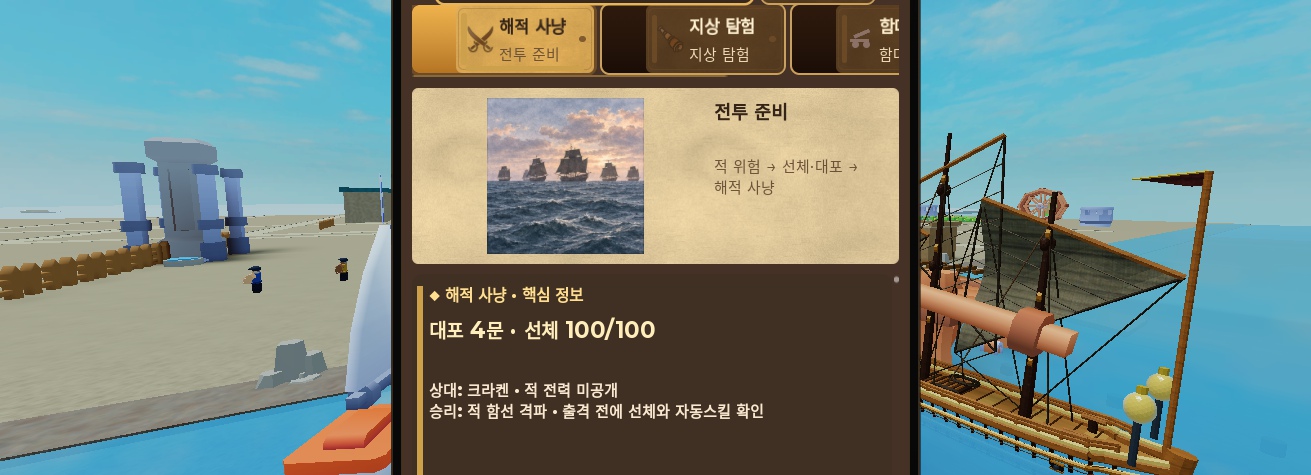 해적 사냥
전투 준비
지상 탐험
지상 탐험
전투 준비
적 위험 → 선체·대포 →
해적 사냥
◆ 해적 사냥 • 핵심 정보
대포 4문 • 선체 100/100
상대: 크라켄 • 적 전력 미공개
승리: 적 함선 격파 • 출격 전에 선체와 자동스킬 확인